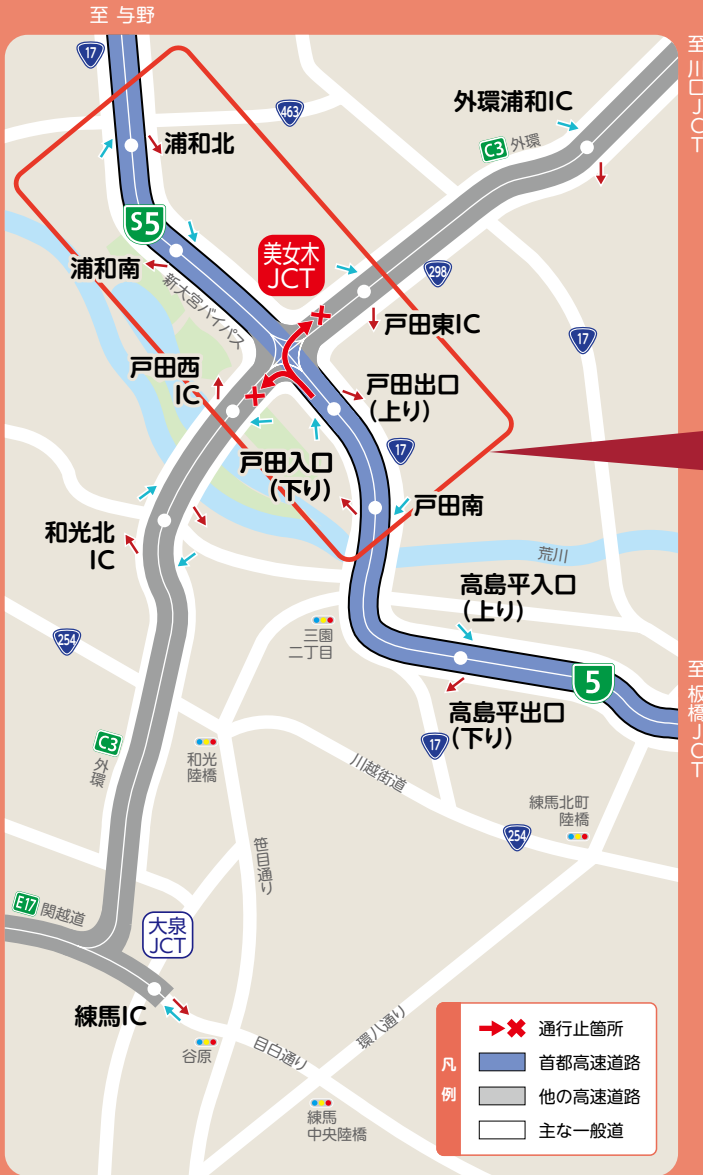 至 与野
17
463
外環浦和IC
至 川口JCT
C3 外環
浦和北
S5
美女木
JCT
浦和南
新大宮バイパス
298
戸田東IC
17
戸田西
IC
戸田出口
(上り)
17
戸田入口
(下り)
戸田南
和光北
IC
荒川
高島平入口
(上り)
三園
二丁目
254
5
至 板橋JCT
高島平出口
(下り)
17
C3
外環
和光
陸橋
川越街道
練馬北町
陸橋
254
笹目通り
E17 関越道
大泉
JCT
練馬IC
谷原
目白通り
環八通り
練馬
中央陸橋
凡例
通行止箇所
首都高速道路
他の高速道路
主な一般道